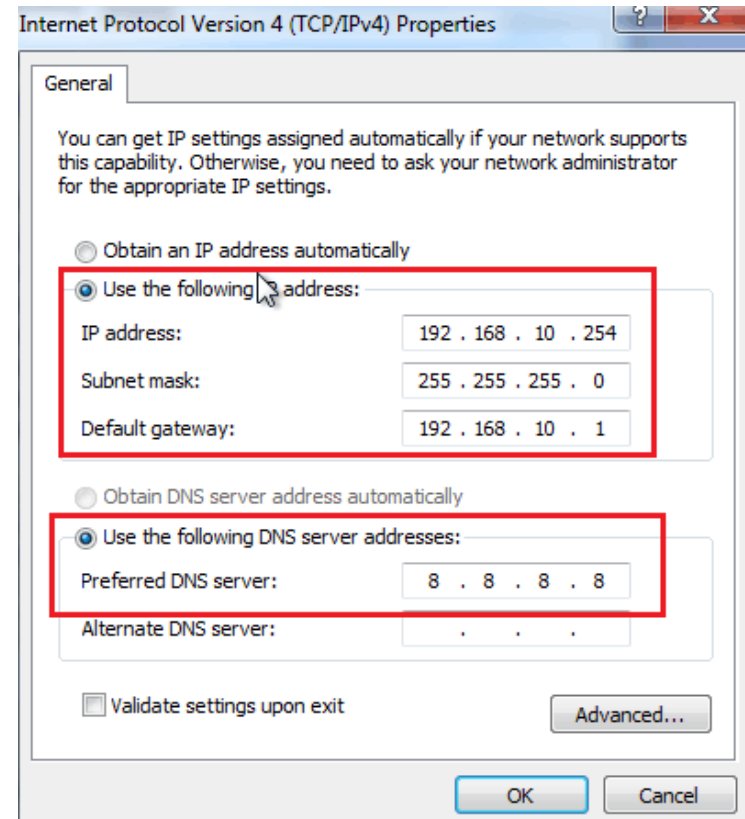 Internet Protocol Version 4 (TCP/IPv4) Properties
?
X
General
You can get IP settings assigned automatically if your network supports
this capability. Otherwise, you need to ask your network administrator
for the appropriate IP settings.
Obtain an IP address automatically
Use the following address:
IP address: 192 . 168 . 10 . 254
Subnet mask: 255 . 255 . 255 . 0
Default gateway: 192 . 168 . 10 . 1
Obtain DNS server address automatically
Use the following DNS server addresses:
Preferred DNS server: 8 . 8 . 8 . 8
Alternate DNS server: . . .
Validate settings upon exit
Advanced...
OK
Cancel